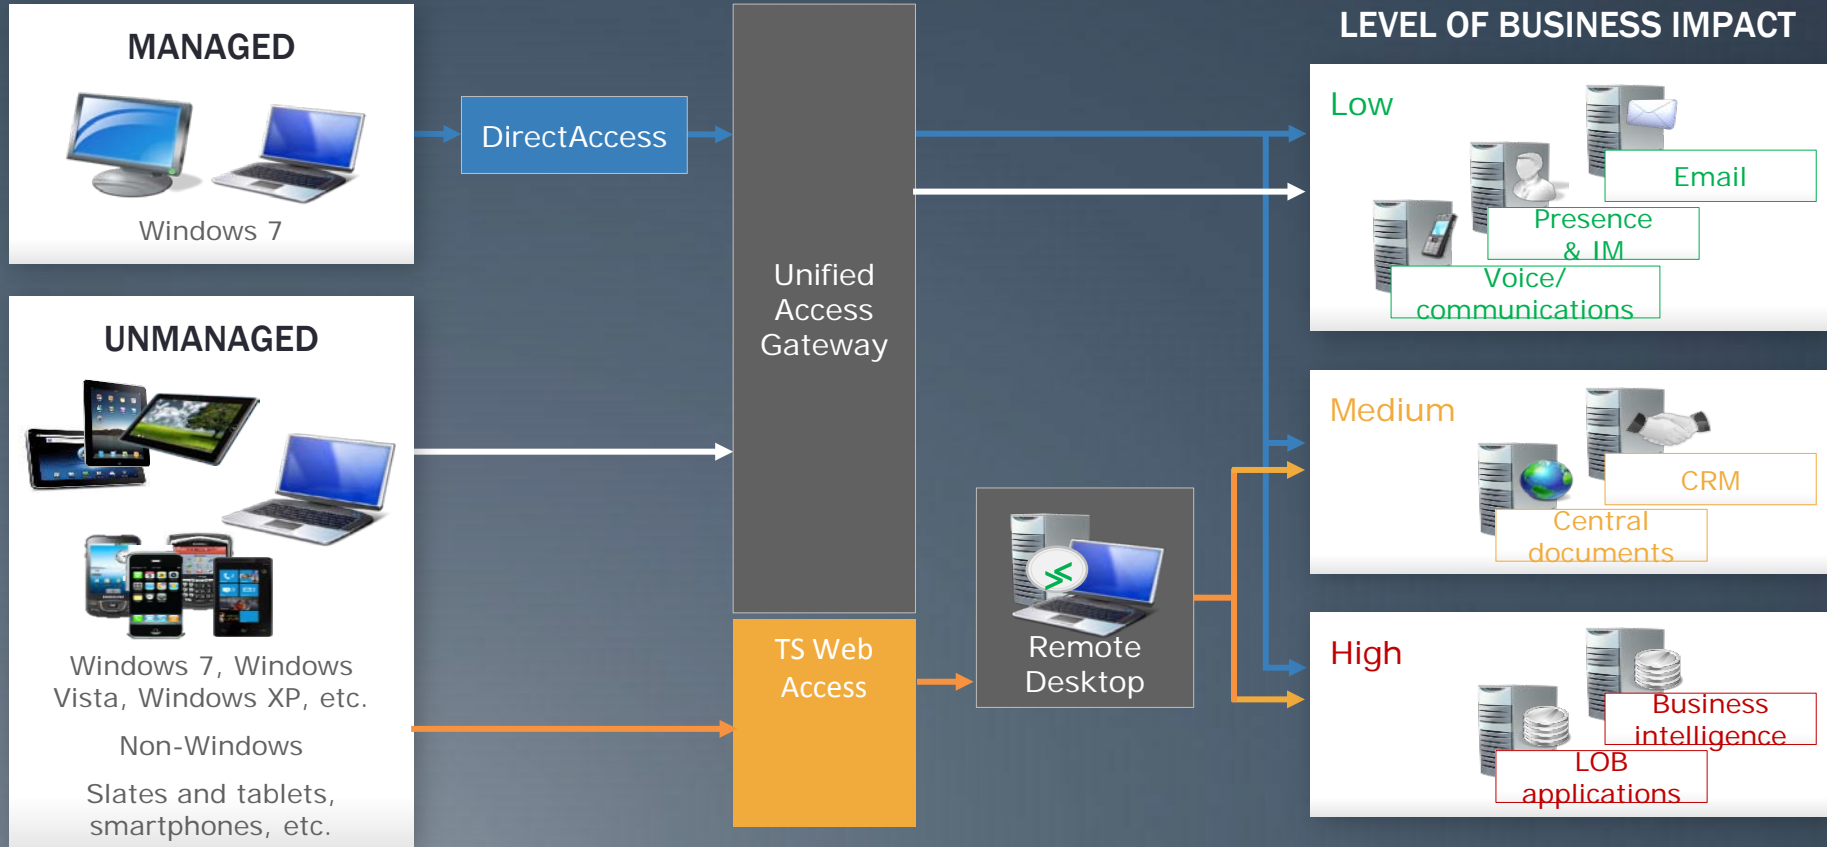 MANAGED
Windows 7
UNMANAGED
Windows 7, Windows
Vista, Windows XP, etc.
Non-Windows
Slates and tablets,
smartphones, etc.
DirectAccess
Unified
Access
Gateway
TS Web
Access
Remote
Desktop
LEVEL OF BUSINESS IMPACT
Low
Email
Presence
& IM
Voice/
communications
Medium
CRM
Central
documents
High
Business
intelligence
LOB
applications